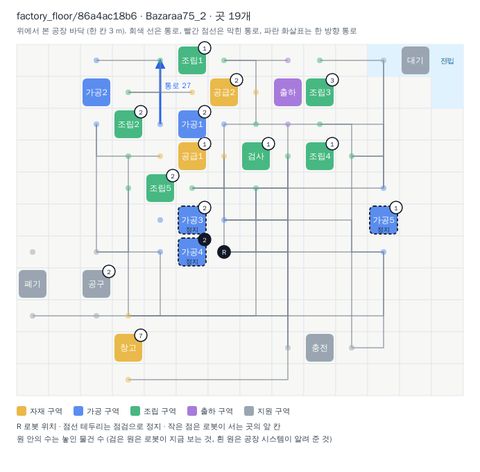 factory_floor/86a4ac18b6 · Bazaraa75_2 · 곳 19개
위에서 본 공장 바닥 (한 칸 3 m). 회색 선은 통로, 빨간 점선은 막힌 통로, 파란 화살표는 한 방향 통로
조립1
1
대기
진입
통로 27
가공2
공급2
2
출하
조립3
3
조립2
2
가공1
2
공급1
1
검사
1
조립4
1
조립5
2
가공3
정지
2
가공5
정지
1
가공4
정지
2
R
폐기
공구
2
창고
7
충전
자재 구역
가공 구역
조립 구역
출하 구역
지원 구역
R 로봇 위치 · 점선 테두리는 점검으로 정지 · 작은 점은 로봇이 서는 곳의 앞 칸
원 안의 수는 놓인 물건 수 (검은 원은 로봇이 지금 보는 것, 흰 원은 공장 시스템이 알려 준 것)